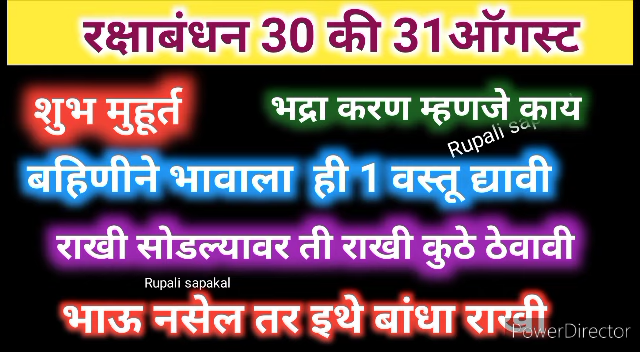 रक्षाबंधन 30 की 31ऑगस्ट
शुभ मुहूर्त
भद्रा करण म्हणजे काय
Rupali sap
बहिणीने भावाला ही 1 वस्तू द्यावी
राखी सोडल्यावर ती राखी कुठे ठेवावी
Rupali sapakal
भाऊ नसेल तर इथे बांधा राखी
PowerDirector